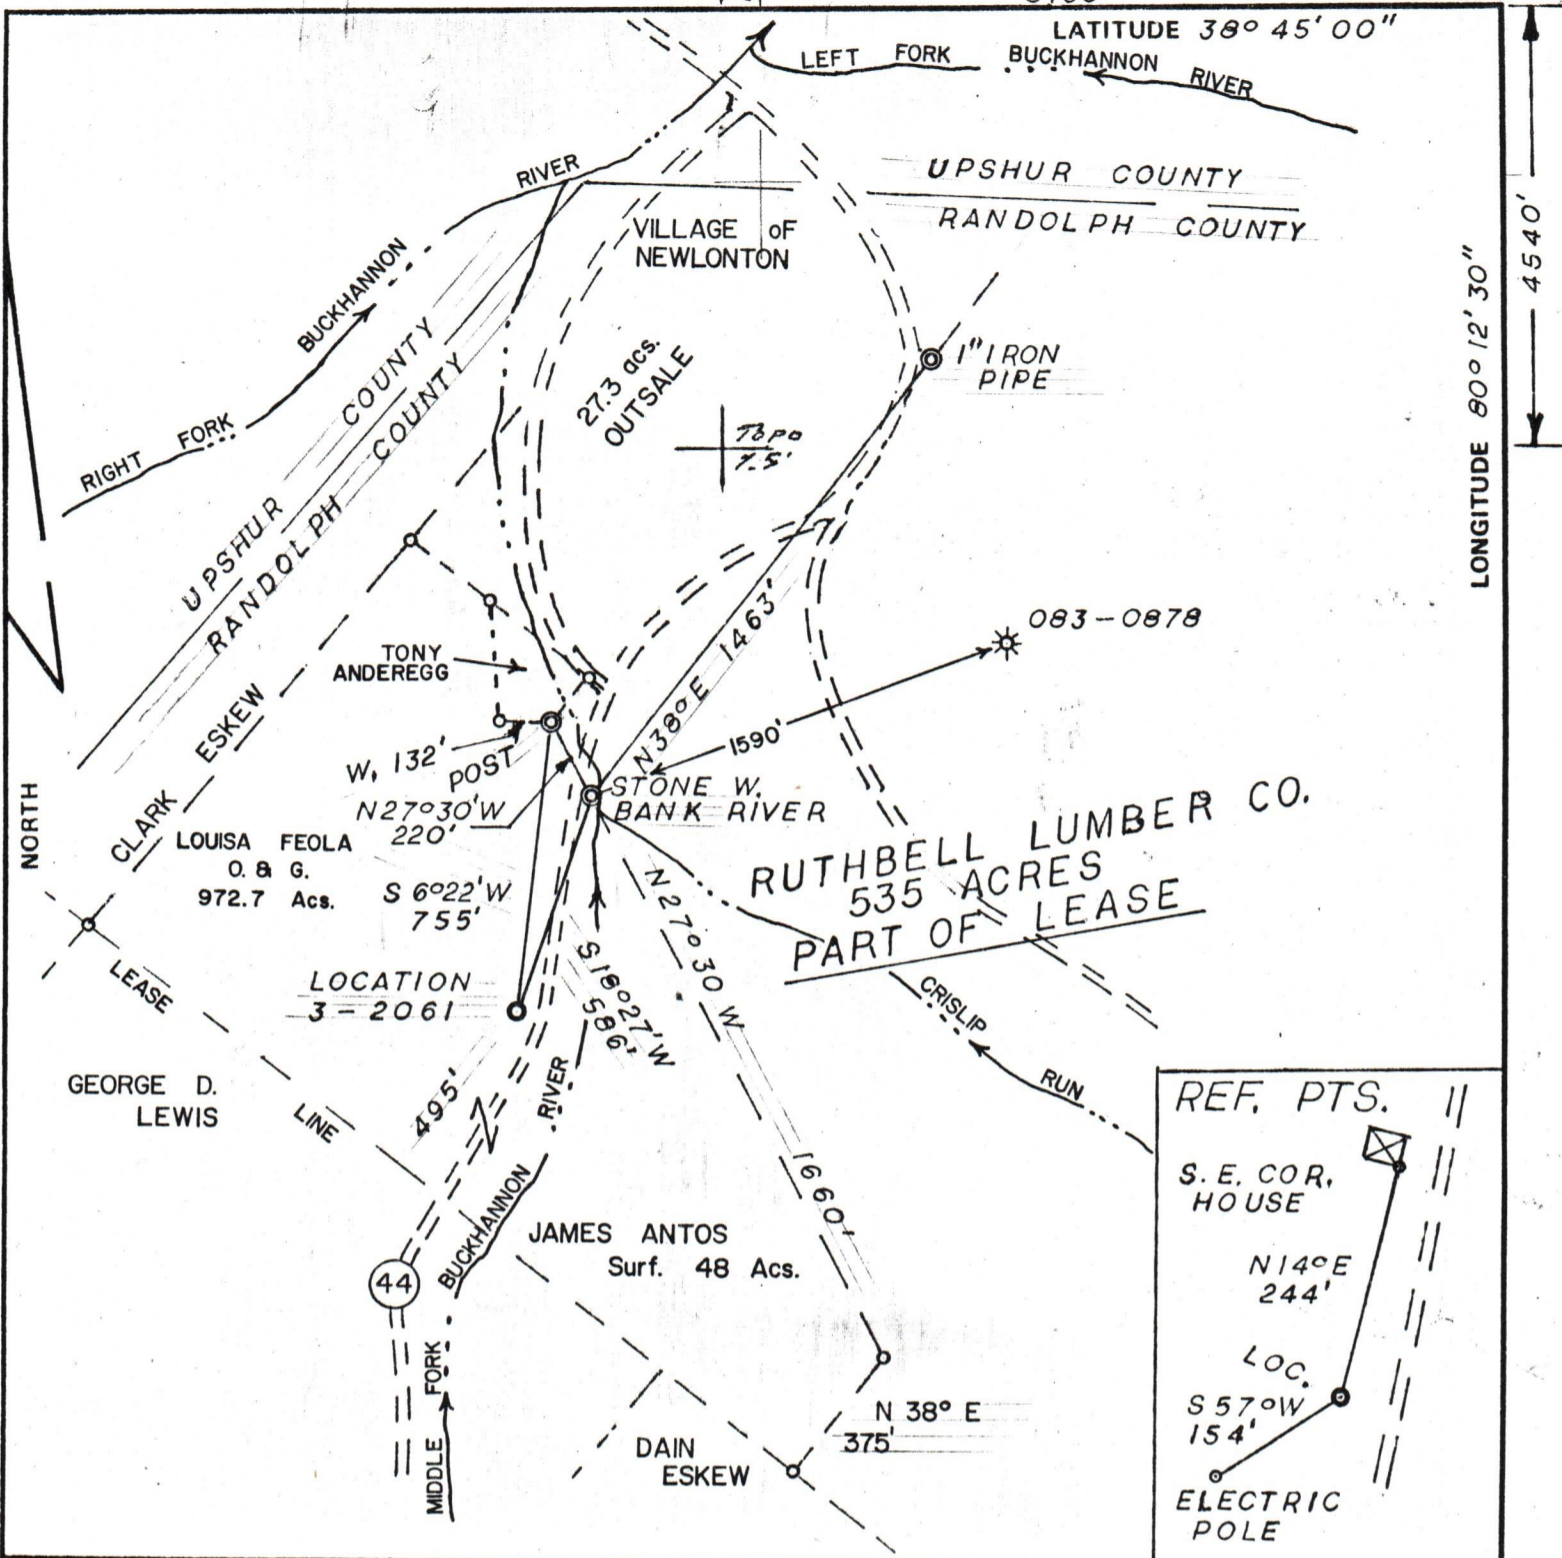 LATITUDE 38° 45' 00"
LEFT FORK BUCKHANNON RIVER
4540'
LONGITUDE 80° 12' 30"
UPSHUR COUNTY
RANDOLPH COUNTY
RIGHT FORK BUCKHANNON RIVER
VILLAGE OF
NEWLONTON
1" IRON
PIPE
27.3 acs.
OUTSALE
Topo
7.5'
UPSHUR COUNTY
RANDOLPH COUNTY
083-0878
TONY
ANDEREGG
N 38° E 1463'
1590'
CLARK ESKEW
W. 132'
POST
N 27° 30' W
220'
STONE W.
BANK RIVER
NORTH
LOUISA FEOLA
O. & G.
972.7 Acs.
S 6° 22' W
755'
RUTHBELL LUMBER CO.
535 ACRES
PART OF LEASE
LOCATION
3-2061
S 18° 27' W
586'
N 27° 30 W
1660'
CRISLIP RUN
LEASE LINE
GEORGE D.
LEWIS
495'
JAMES ANTOS
Surf. 48 Acs.
44
MIDDLE FORK BUCKHANNON RIVER
N 38° E
375'
DAIN
ESKEW
REF. PTS.
S. E. COR.
HOUSE
N 14° E
244'
LOC.
S 57° W
154'
ELECTRIC
POLE